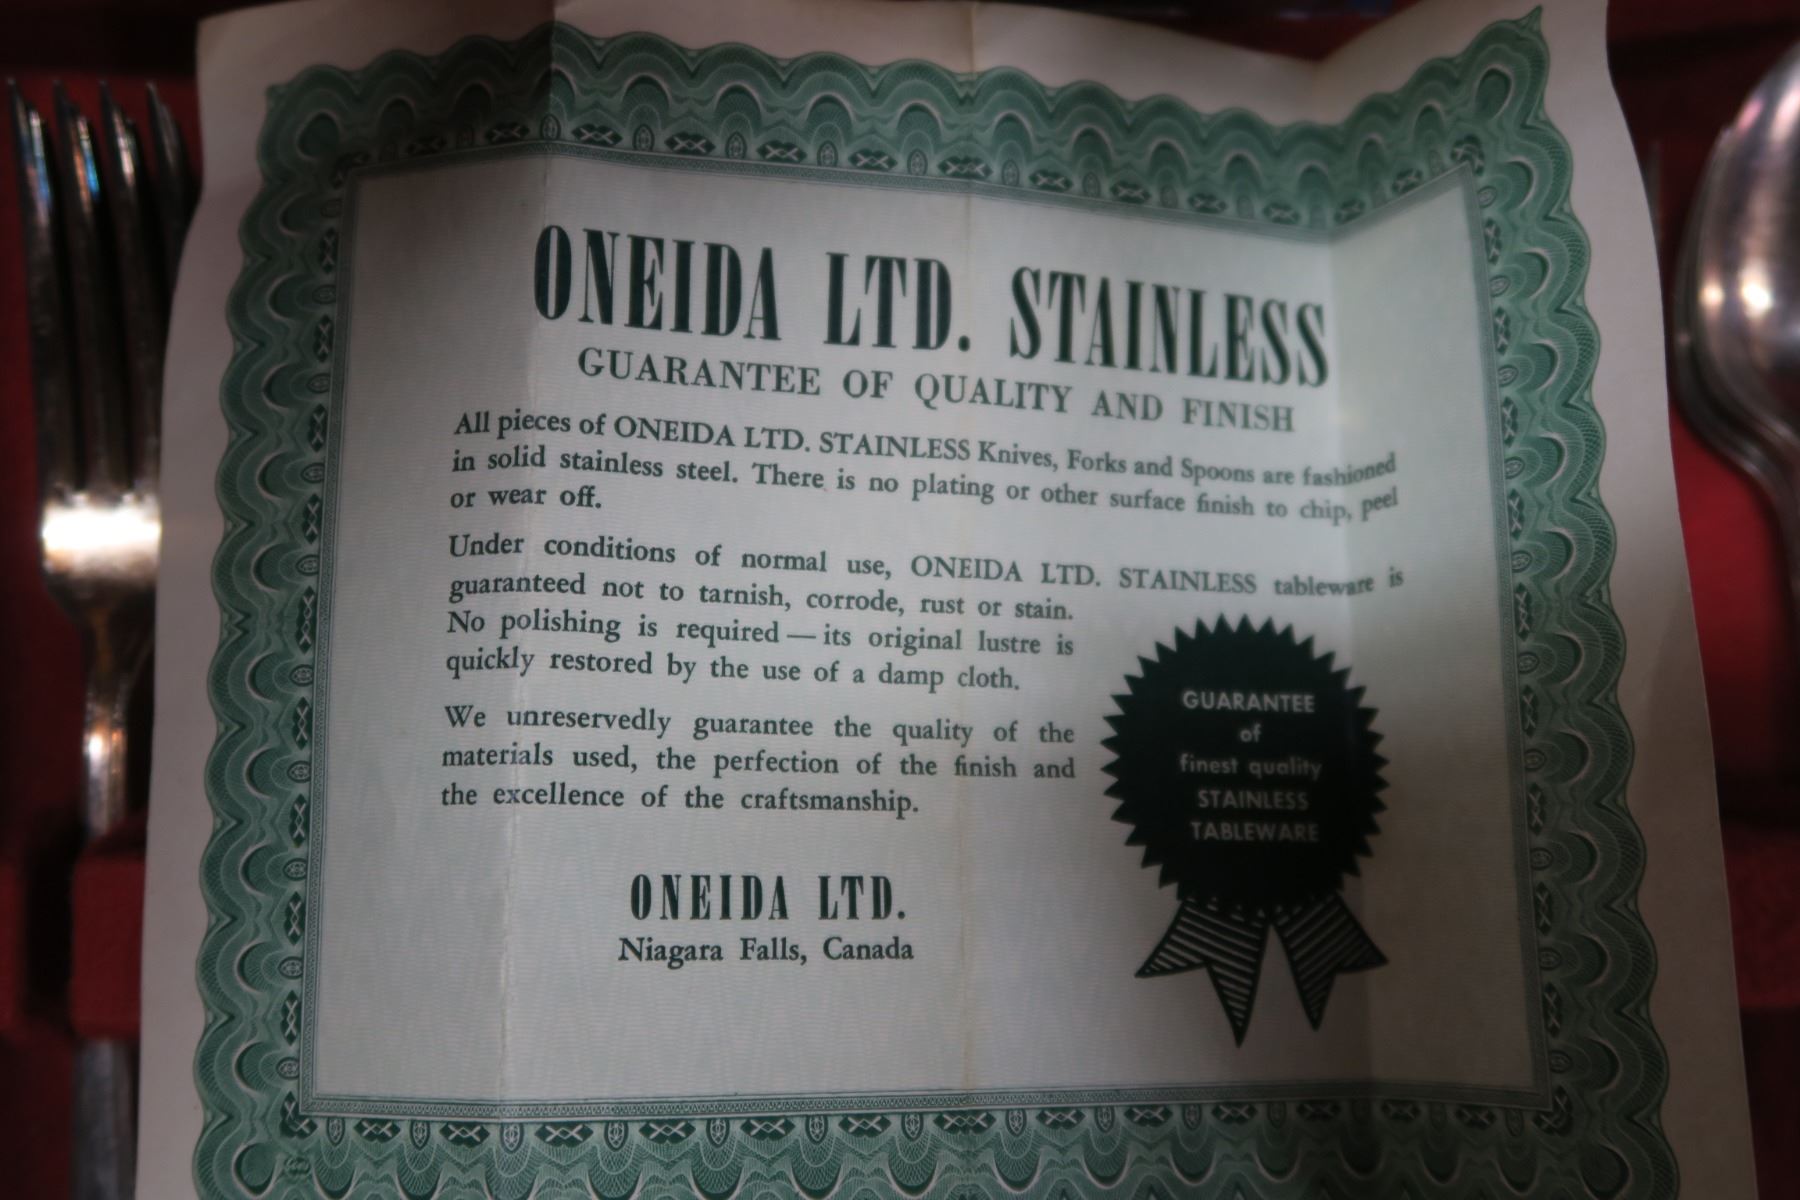 ONEIDA LTD. STAINLESS
GUARANTEE OF QUALITY AND FINISH
All pieces of ONEIDA LTD. STAINLESS Knives, Forks and Spoons are fashioned
in solid stainless steel. There is no plating or other surface finish to chip, peel
or wear off.
Under conditions of normal use, ONEIDA LTD. STAINLESS tableware is
guaranteed not to tarnish, corrode, rust or stain.
No polishing is required — its original lustre is
quickly restored by the use of a damp cloth.
We unreservedly guarantee the quality of the
materials used, the perfection of the finish and
the excellence of the craftsmanship.
ONEIDA LTD.
Niagara Falls, Canada
GUARANTEE
of
finest quality
STAINLESS
TABLEWARE